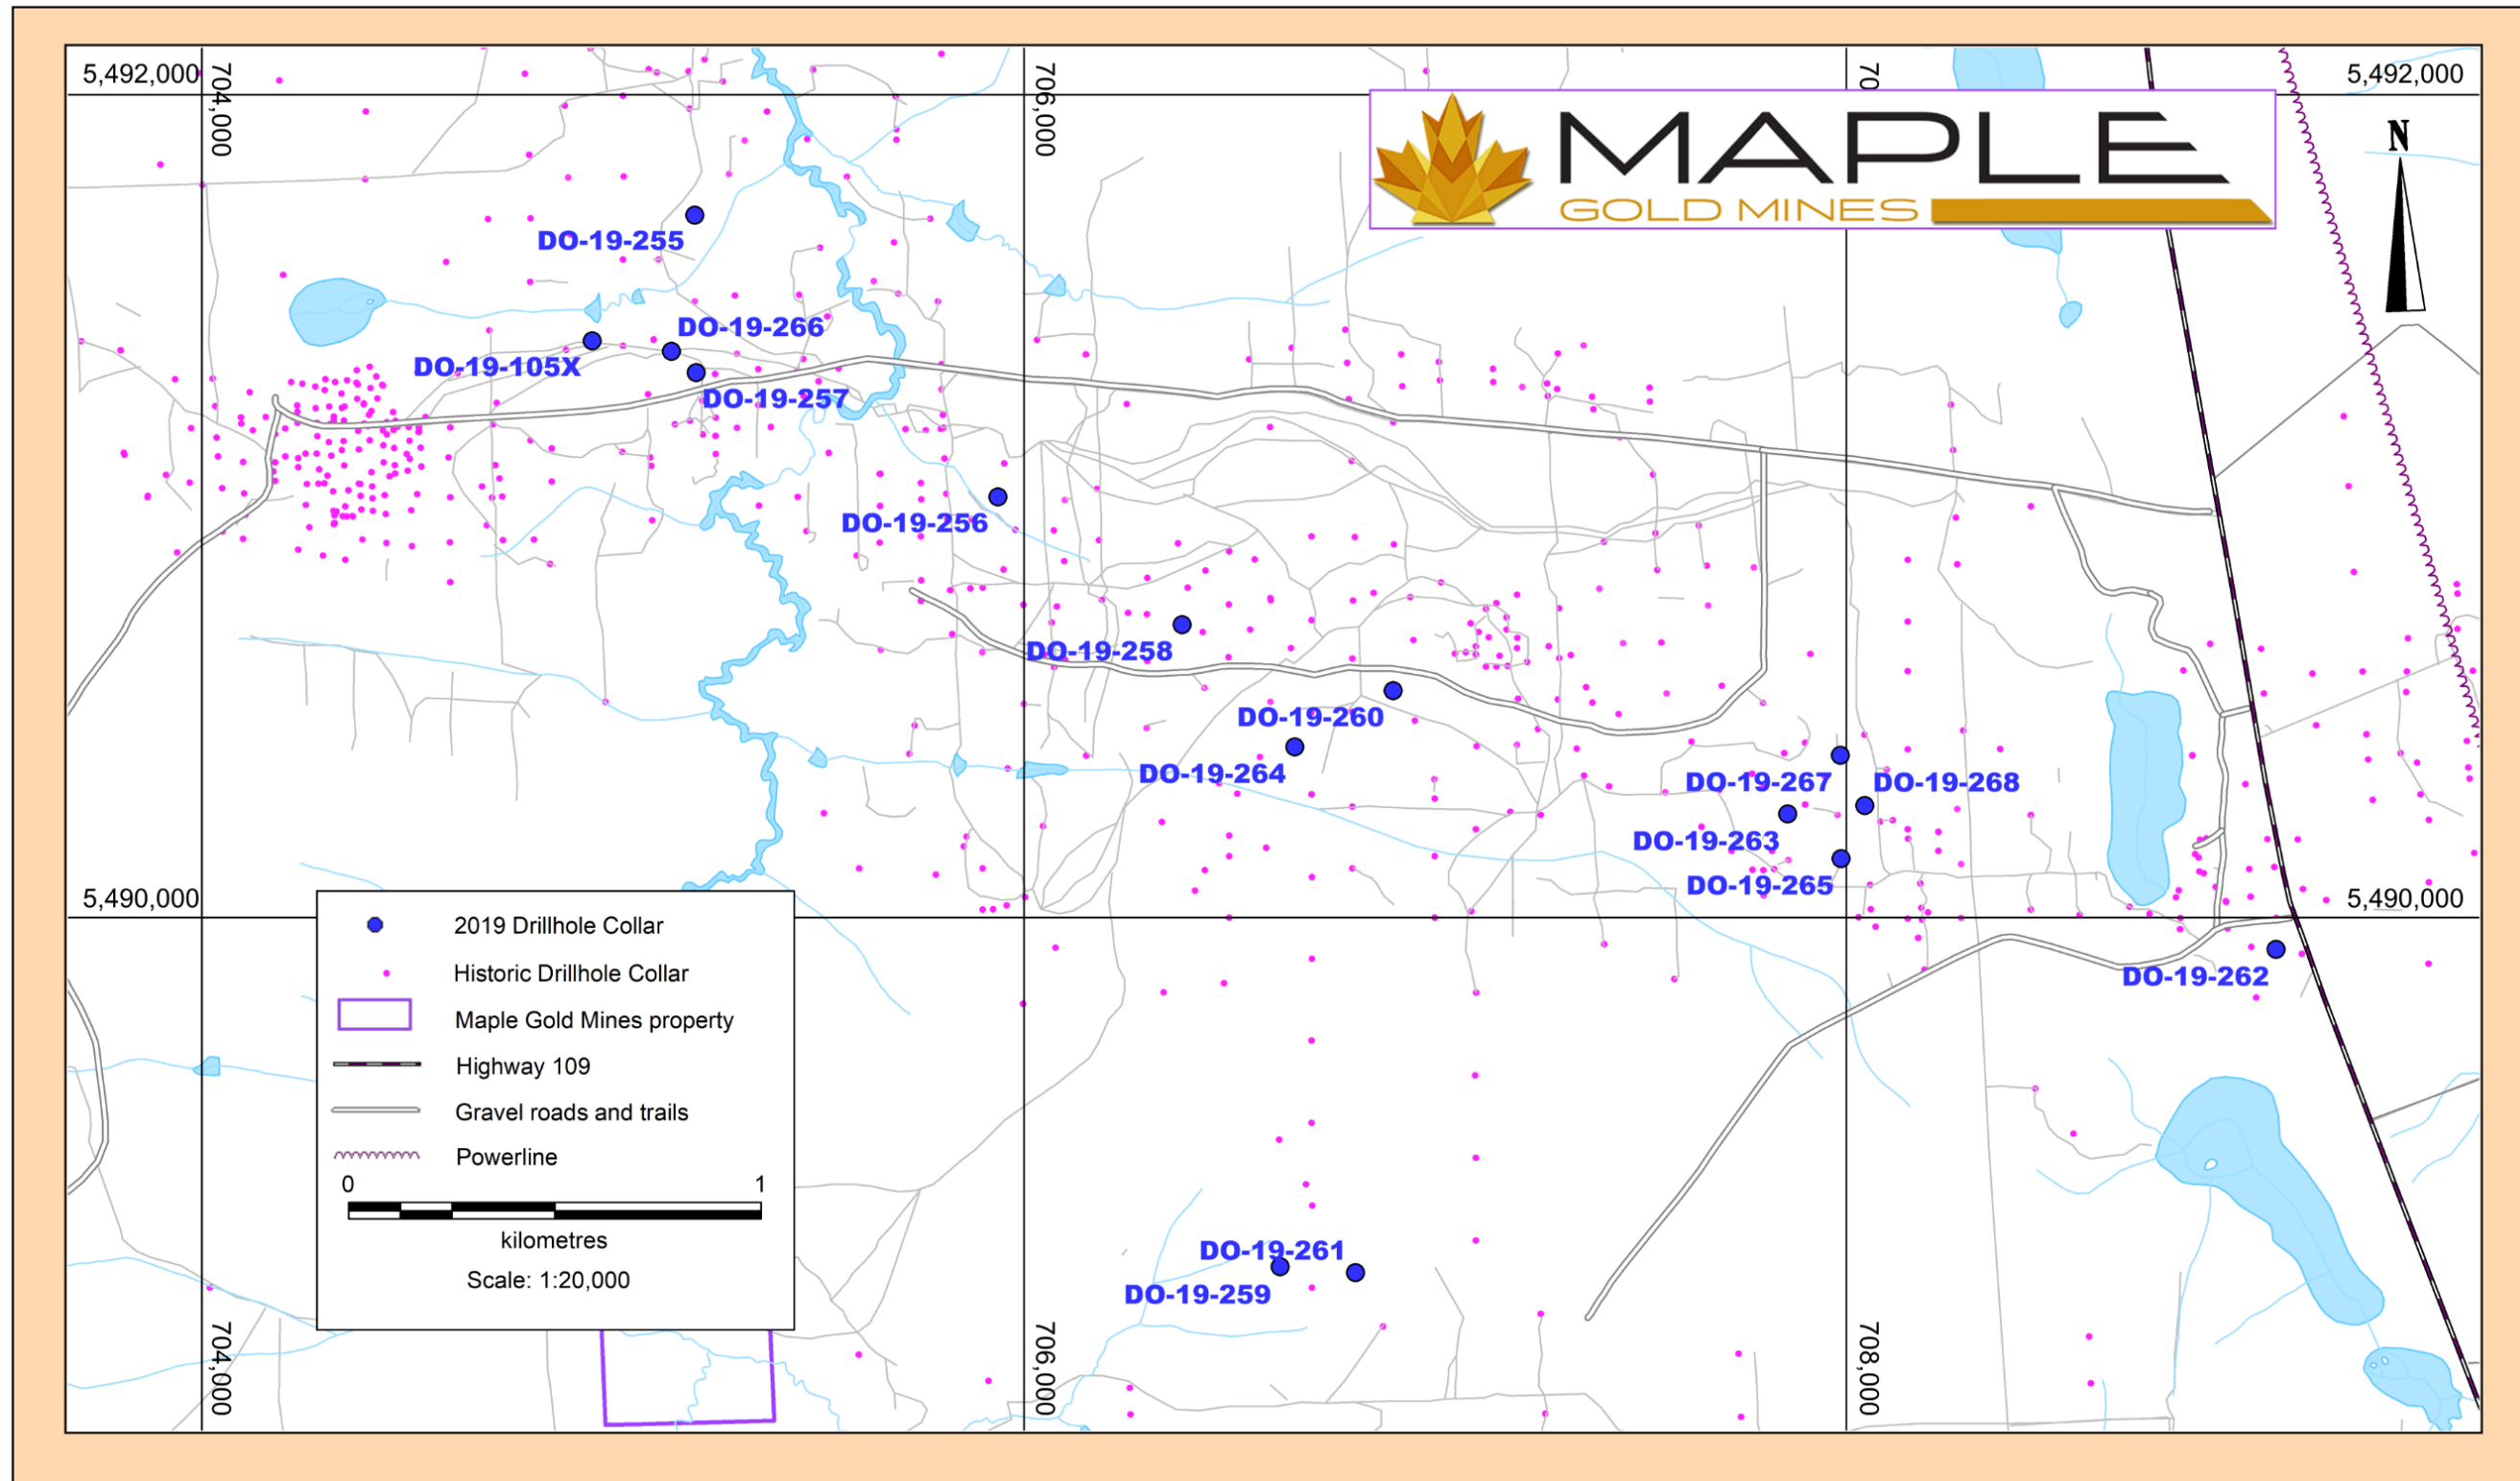 5,492,000
704,000
706,000
70
5,492,000
MAPLE
GOLD MINES
N
DO-19-255
DO-19-266
DO-19-105X
DO-19-257
DO-19-256
DO-19-258
DO-19-260
DO-19-264
DO-19-267
DO-19-268
DO-19-263
DO-19-265
5,490,000
5,490,000
DO-19-262
2019 Drillhole Collar
Historic Drillhole Collar
Maple Gold Mines property
Highway 109
Gravel roads and trails
Powerline
0 1
kilometres
Scale: 1:20,000
DO-19-261
DO-19-259
704,000
706,000
708,000